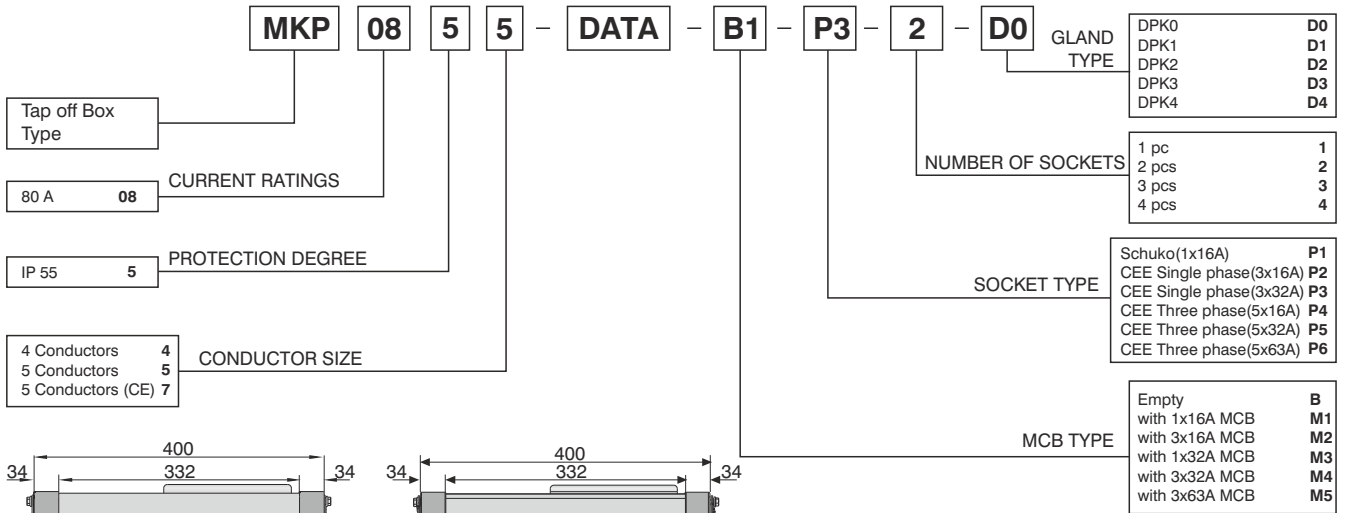 MKP 08 5 5 – DATA – B1 – P3 – 2 – D0
GLAND TYPE
DPK0 D0
DPK1 D1
DPK2 D2
DPK3 D3
DPK4 D4
Tap off Box
Type
NUMBER OF SOCKETS
1 pc 1
2 pcs 2
3 pcs 3
4 pcs 4
CURRENT RATINGS
80 A 08
PROTECTION DEGREE
IP 55 5
SOCKET TYPE
Schuko(1x16A) P1
CEE Single phase(3x16A) P2
CEE Single phase(3x32A) P3
CEE Three phase(5x16A) P4
CEE Three phase(5x32A) P5
CEE Three phase(5x63A) P6
CONDUCTOR SIZE
4 Conductors 4
5 Conductors 5
5 Conductors (CE) 7
MCB TYPE
Empty B
with 1x16A MCB M1
with 3x16A MCB M2
with 1x32A MCB M3
with 3x32A MCB M4
with 3x63A MCB M5
400
34 332 34
400
34 332 34